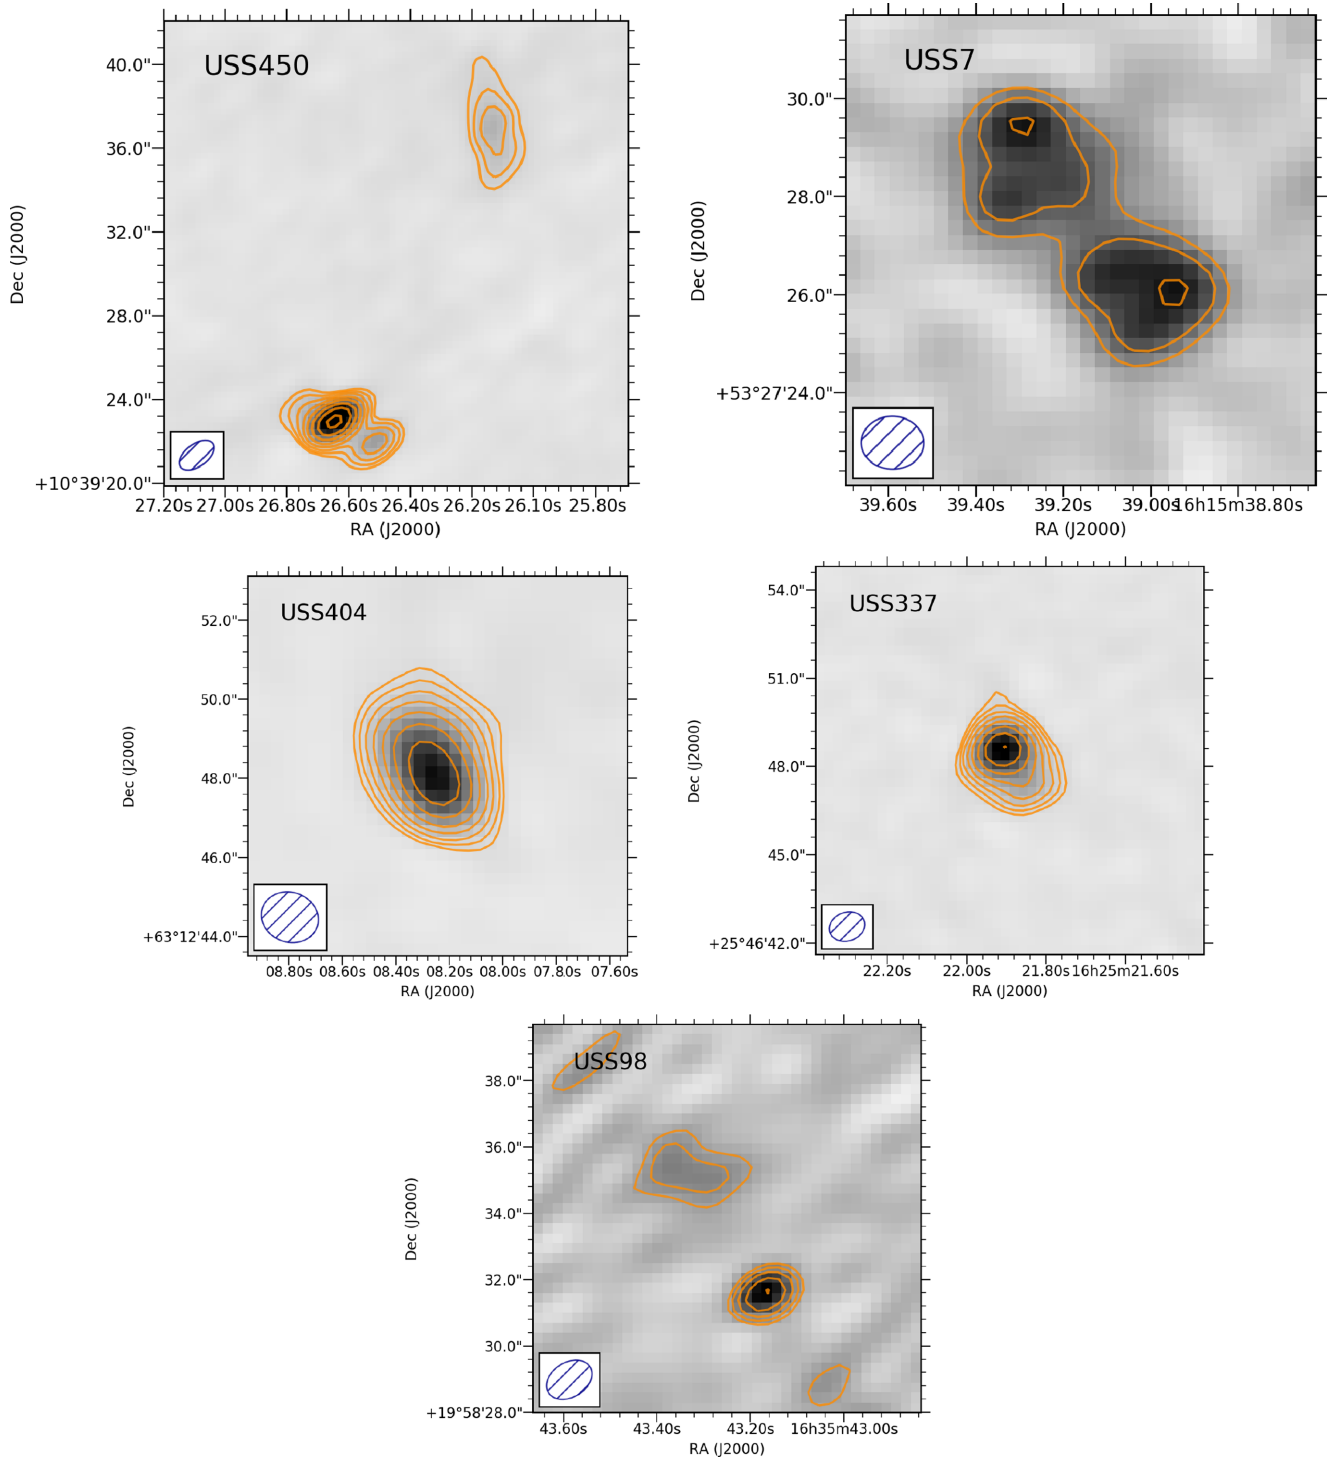 USS450
40.0"
36.0"
32.0"
28.0"
24.0"
+10°39'20.0"
Dec (J2000)
27.20s 27.00s 26.80s 26.60s 26.40s 26.20s 26.10s 25.80s
RA (J2000)
USS7
30.0"
28.0"
26.0"
+53°27'24.0"
Dec (J2000)
39.60s 39.40s 39.20s 39.00s 16h15m38.80s
RA (J2000)
USS404
52.0"
50.0"
48.0"
46.0"
+63°12'44.0"
Dec (J2000)
08.80s 08.60s 08.40s 08.20s 08.00s 07.80s 07.60s
RA (J2000)
USS337
54.0"
51.0"
48.0"
45.0"
+25°46'42.0"
Dec (J2000)
22.20s 22.00s 21.80s 16h25m21.60s
RA (J2000)
USS98
38.0"
36.0"
34.0"
32.0"
30.0"
+19°58'28.0"
Dec (J2000)
43.60s 43.40s 43.20s 16h35m43.00s
RA (J2000)